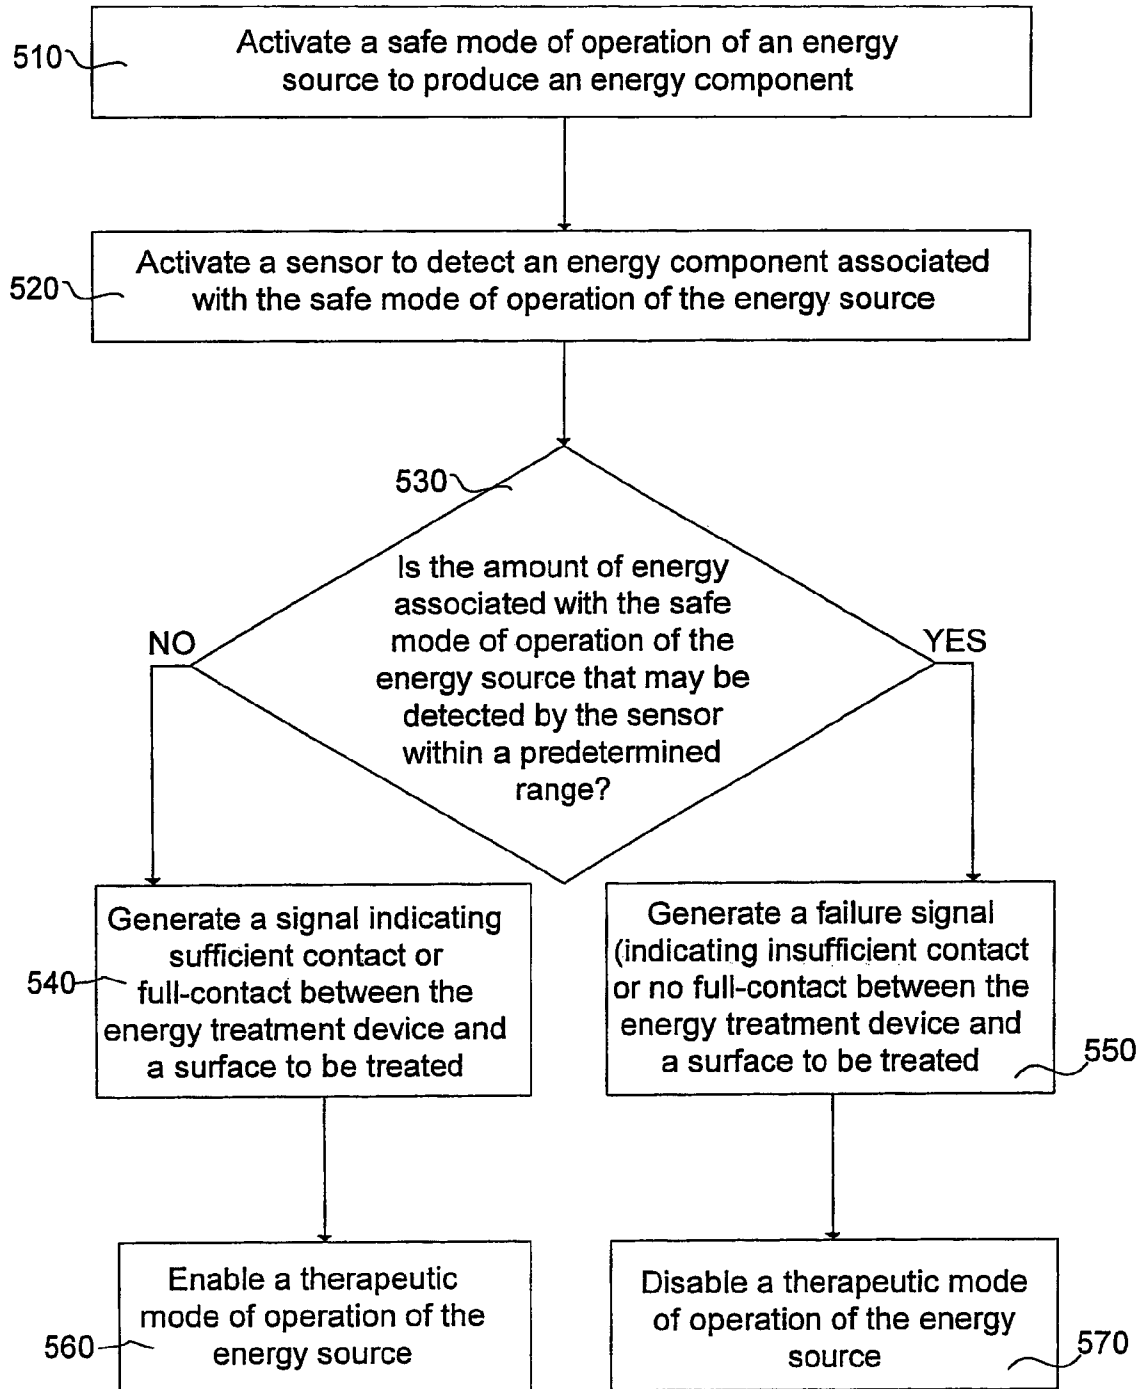 510
Activate a safe mode of operation of an energy
source to produce an energy component
520
Activate a sensor to detect an energy component associated
with the safe mode of operation of the energy source
530
Is the amount of energy
associated with the safe
mode of operation of the
energy source that may be
detected by the sensor
within a predetermined
range?
NO
YES
540
Generate a signal indicating
sufficient contact or
full-contact between the
energy treatment device and
a surface to be treated
Generate a failure signal
(indicating insufficient contact
or no full-contact between the
energy treatment device and
a surface to be treated
550
560
Enable a therapeutic
mode of operation of the
energy source
Disable a therapeutic mode
of operation of the energy
source
570